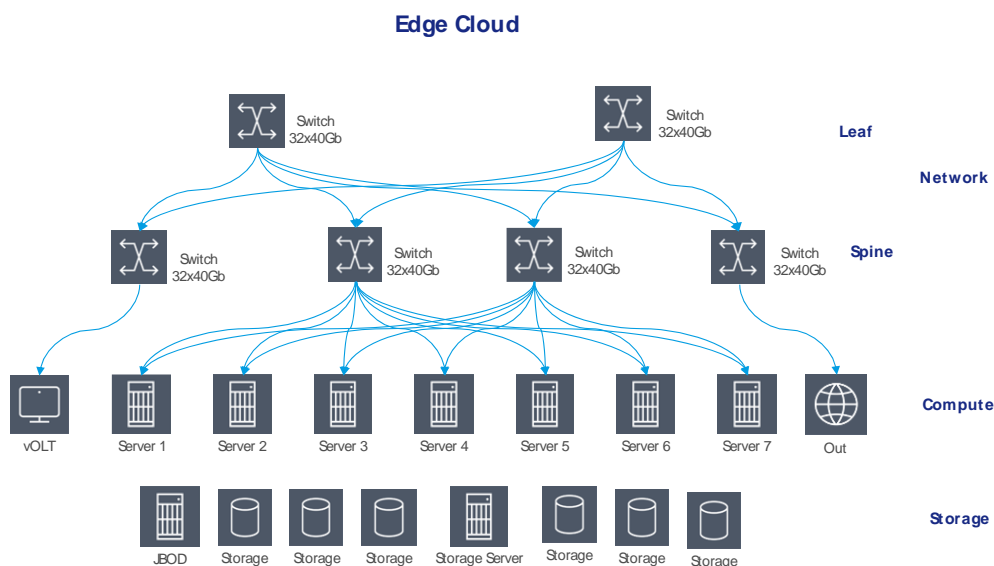 Edge Cloud
Switch
32x40Gb
Switch
32x40Gb
Leaf
Network
Switch
32x40Gb
Switch
32x40Gb
Switch
32x40Gb
Switch
32x40Gb
Spine
vOLT
Server 1
Server 2
Server 3
Server 4
Server 5
Server 6
Server 7
Out
Compute
JBOD
Storage
Storage
Storage
Storage Server
Storage
Storage
Storage
Storage